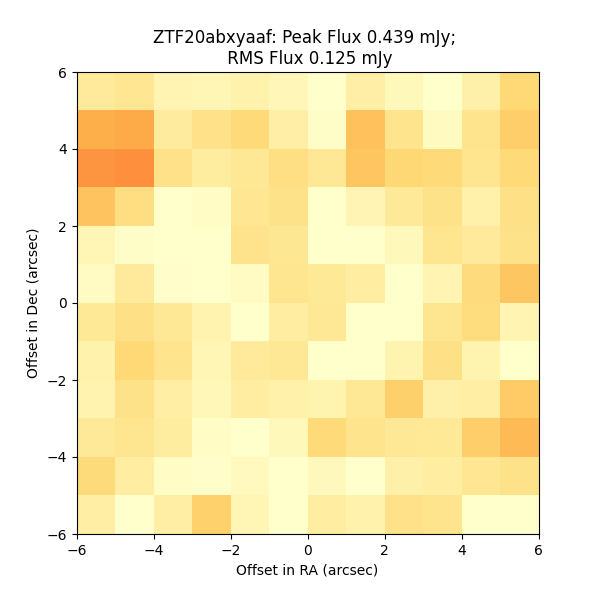 ZTF20abxyaaf: Peak Flux 0.439 mJy;
RMS Flux 0.125 mJy
6
4
2
0
−2
−4
−6
Offset in Dec (arcsec)
−6 −4 −2 0 2 4 6
Offset in RA (arcsec)